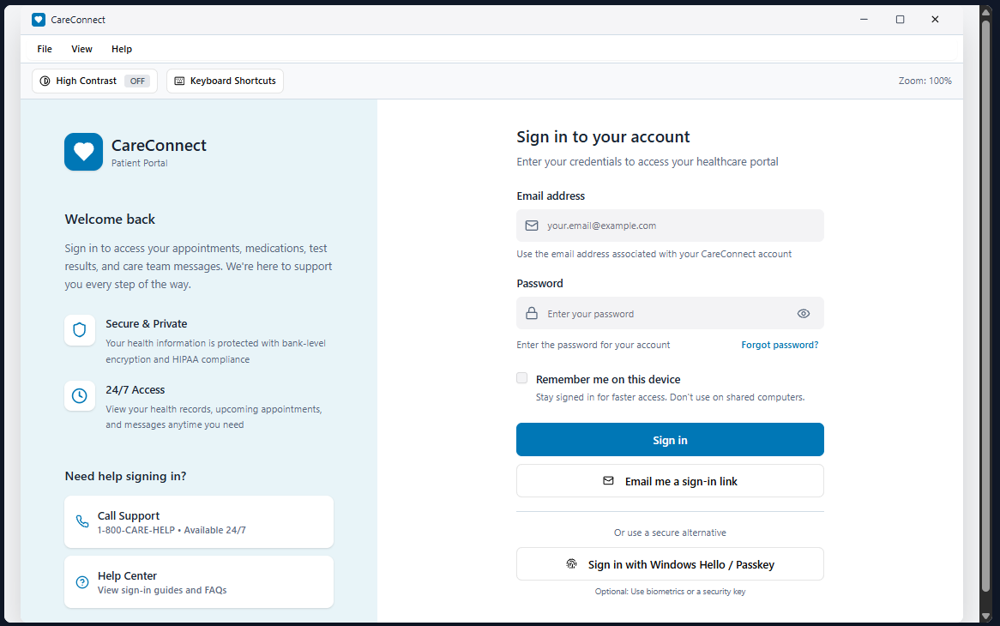 CareConnect
File View Help
High Contrast OFF Keyboard Shortcuts Zoom: 100%
CareConnect
Patient Portal
Welcome back
Sign in to access your appointments, medications, test
results, and care team messages. We're here to support
you every step of the way.
Secure & Private
Your health information is protected with bank-level
encryption and HIPAA compliance
24/7 Access
View your health records, upcoming appointments,
and messages anytime you need
Need help signing in?
Call Support
1-800-CARE-HELP • Available 24/7
Help Center
View sign-in guides and FAQs
Sign in to your account
Enter your credentials to access your healthcare portal
Email address
your.email@example.com
Use the email address associated with your CareConnect account
Password
Enter your password
Enter the password for your account Forgot password?
Remember me on this device
Stay signed in for faster access. Don't use on shared computers.
Sign in
Email me a sign-in link
Or use a secure alternative
Sign in with Windows Hello / Passkey
Optional: Use biometrics or a security key